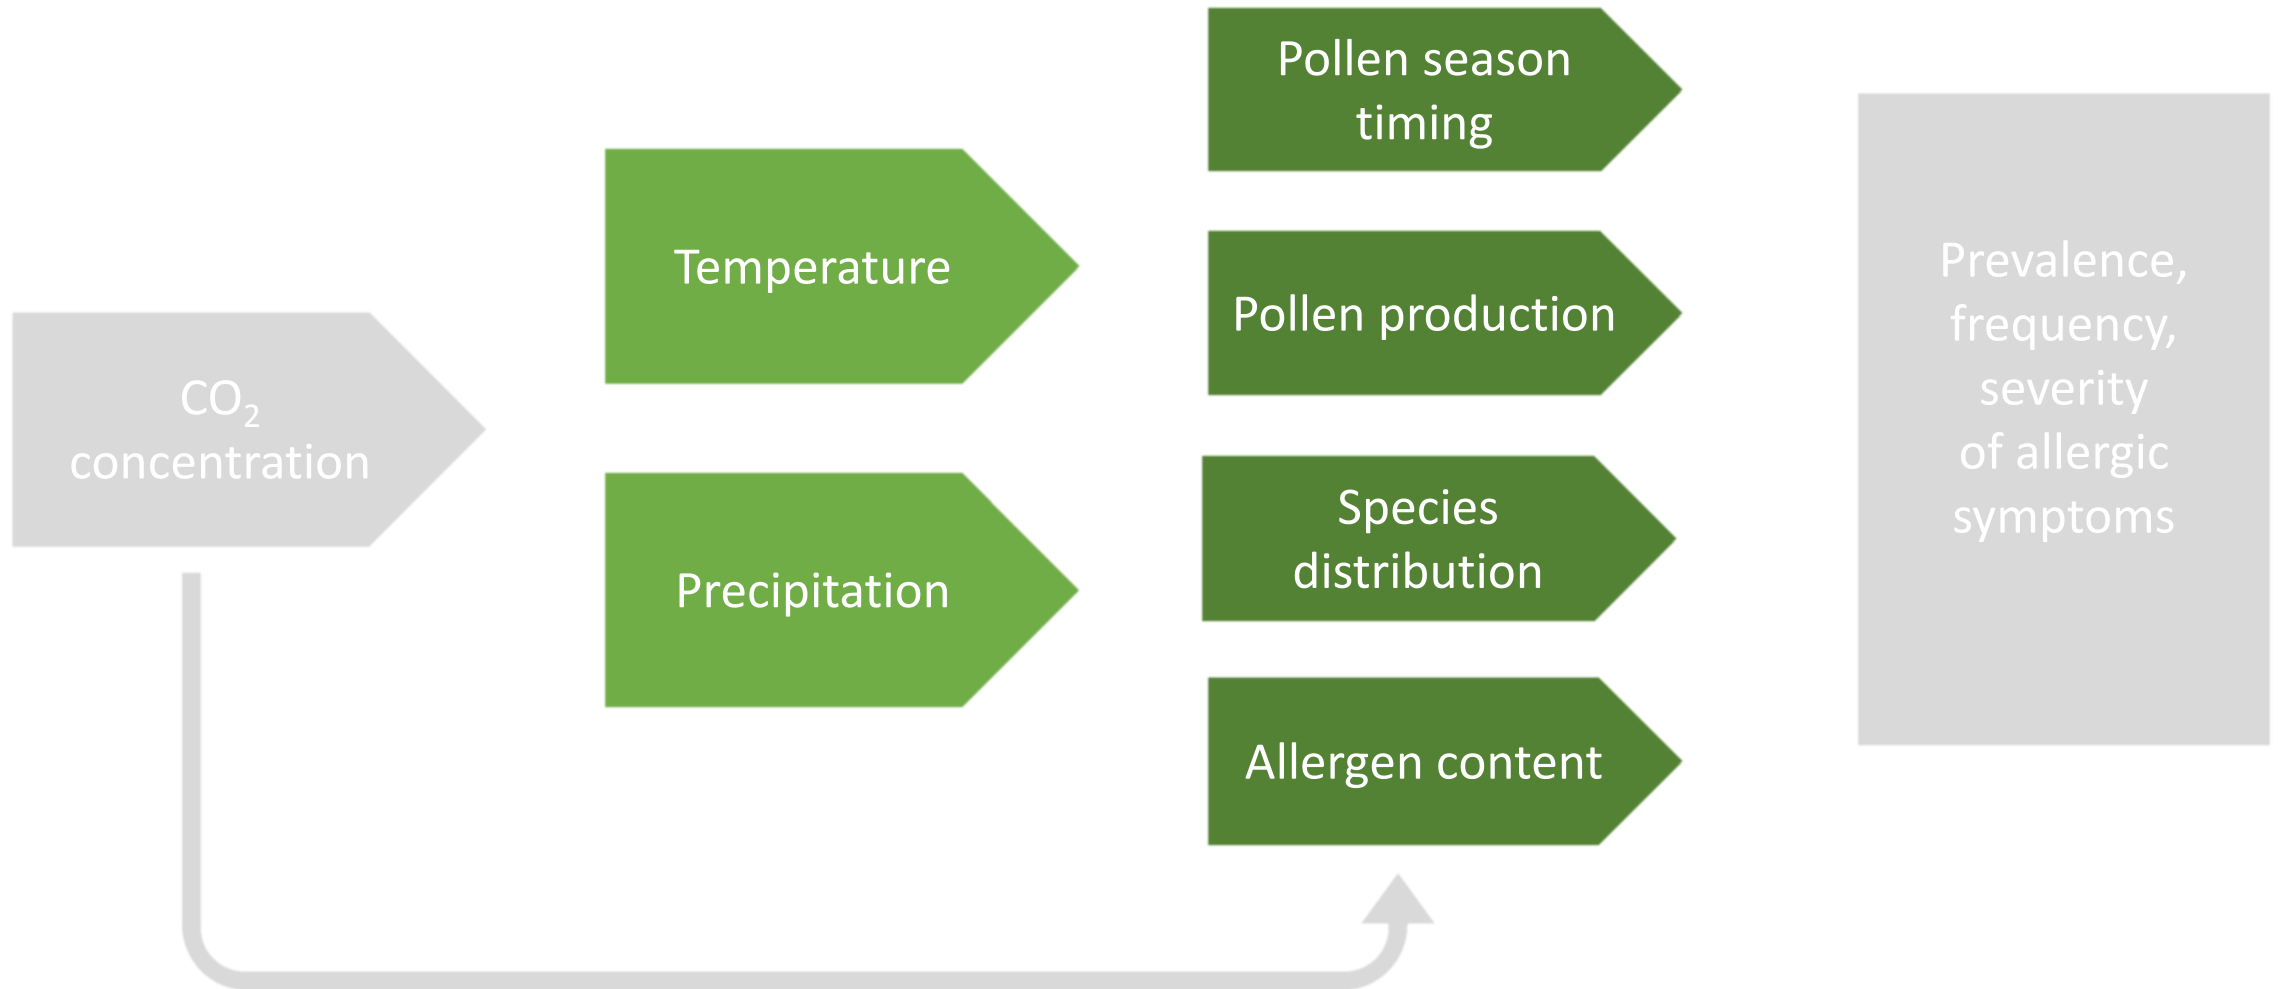 CO₂
concentration
Temperature
Precipitation
Pollen season
timing
Pollen production
Species
distribution
Allergen content
Prevalence,
frequency,
severity
of allergic
symptoms